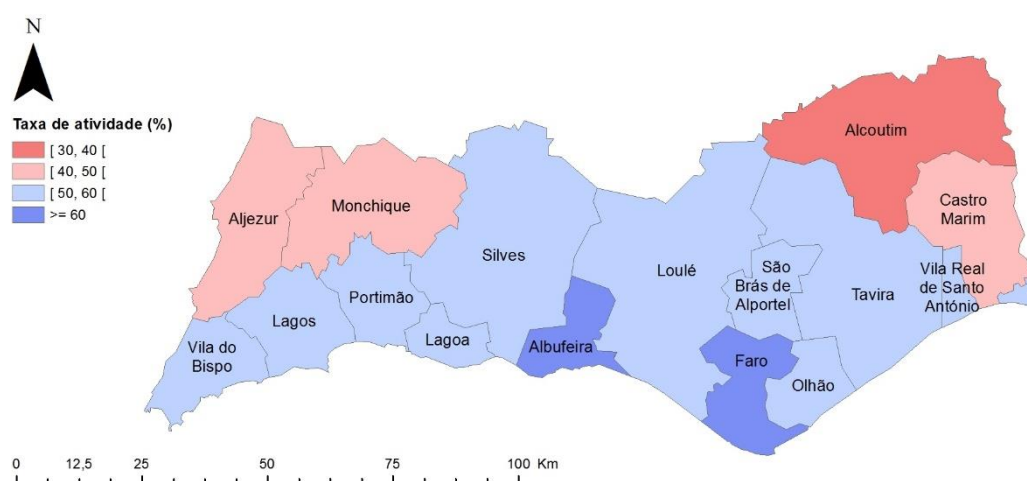 N
Taxa de atividade (%)
[ 30, 40 [
[ 40, 50 [
[ 50, 60 [
>= 60
Alcoutim
Castro
Marim
Aljezur
Monchique
Silves
Loulé
São
Brás de
Alportel
Tavira
Vila Real
de Santo
António
Portimão
Lagos
Lagoa
Albufeira
Faro
Olhão
Vila do
Bispo
0 12,5 25 50 75 100 Km